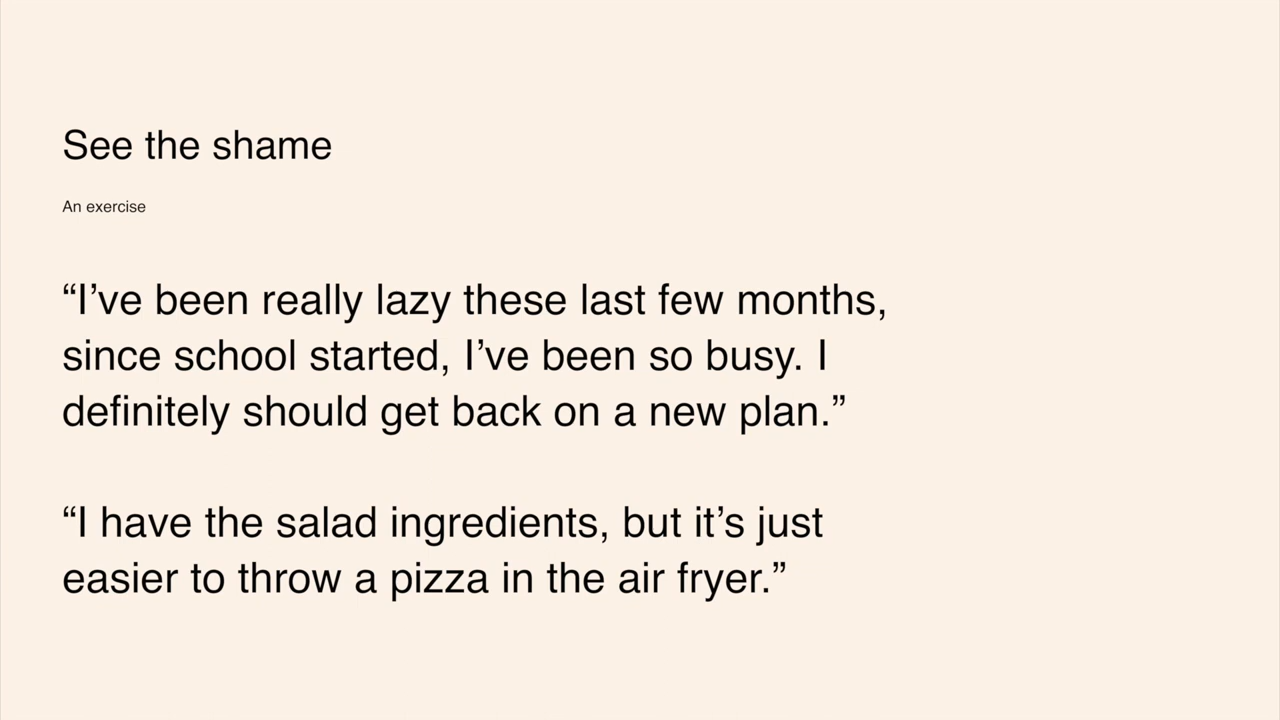 See the shame
An exercise
“I’ve been really lazy these last few months,
since school started, I’ve been so busy. I
definitely should get back on a new plan.”
“I have the salad ingredients, but it’s just
easier to throw a pizza in the air fryer.”